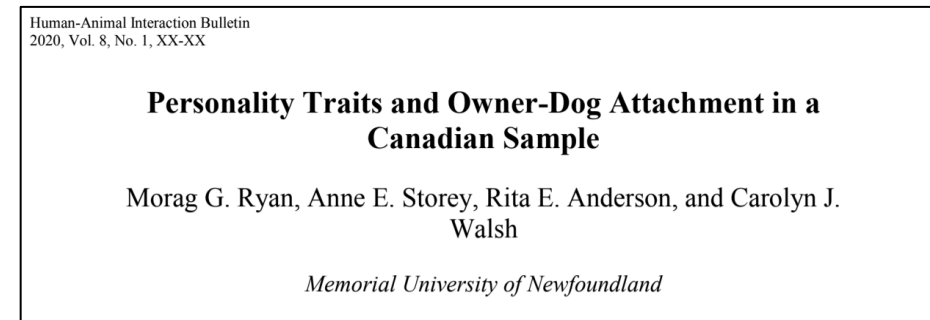 Human-Animal Interaction Bulletin
2020, Vol. 8, No. 1, XX-XX
Personality Traits and Owner-Dog Attachment in a
Canadian Sample
Morag G. Ryan, Anne E. Storey, Rita E. Anderson, and Carolyn J.
Walsh
Memorial University of Newfoundland